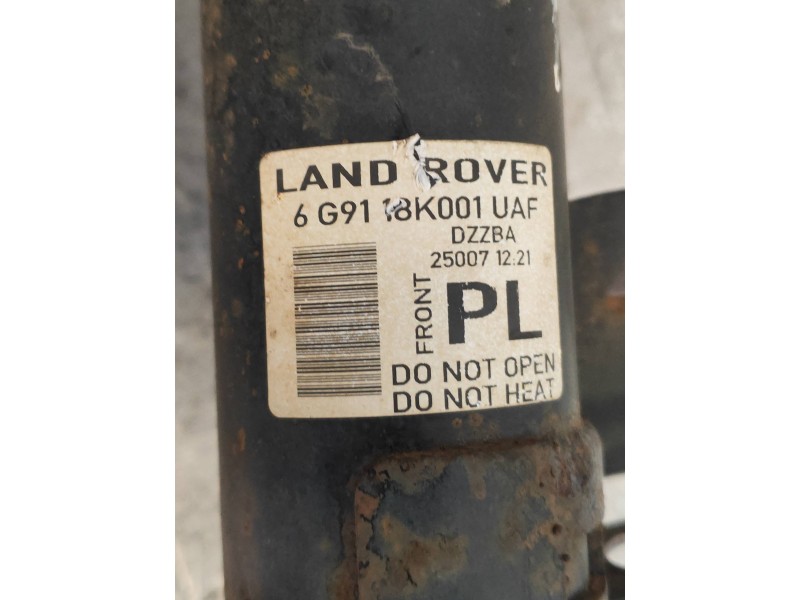 LAND ROVER
6 G91 18K001 UAF
DZZBA
25007 12:21
FRONT
PL
DO NOT OPEN
DO NOT HEAT